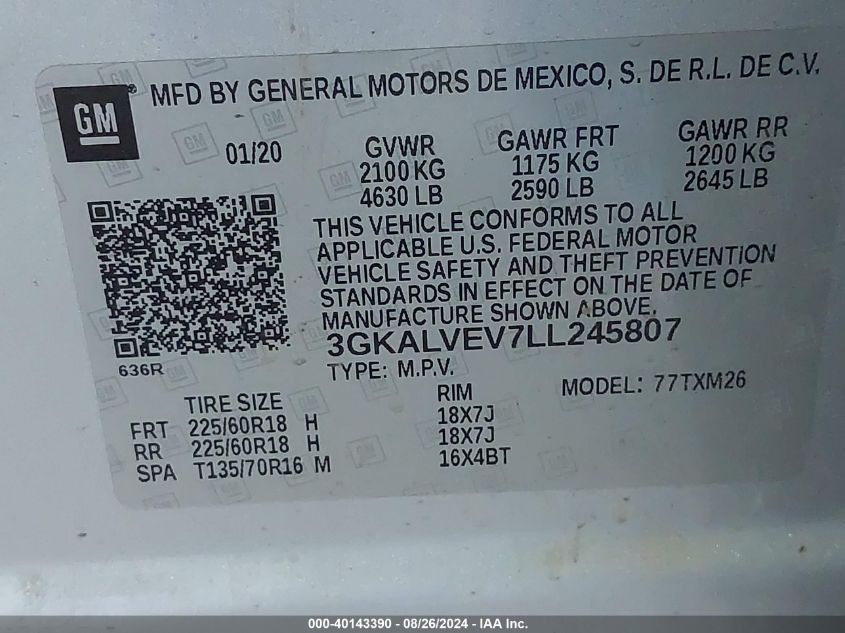 GM
MFD BY GENERAL MOTORS DE MEXICO, S. DE R.L. DE C.V.
01/20
GVWR
2100 KG
4630 LB
GAWR FRT
1175 KG
2590 LB
GAWR RR
1200 KG
2645 LB
THIS VEHICLE CONFORMS TO ALL
APPLICABLE U.S. FEDERAL MOTOR
VEHICLE SAFETY AND THEFT PREVENTION
STANDARDS IN EFFECT ON THE DATE OF
MANUFACTURE SHOWN ABOVE.
3GKALVEV7LL245807
636R
TYPE: M.P.V.
MODEL: 77TXM26
TIRE SIZE RIM
FRT 225/60R18 H 18X7J
RR 225/60R18 H 18X7J
SPA T135/70R16 M 16X4BT
000-40143390 - 08/26/2024 - IAA Inc.